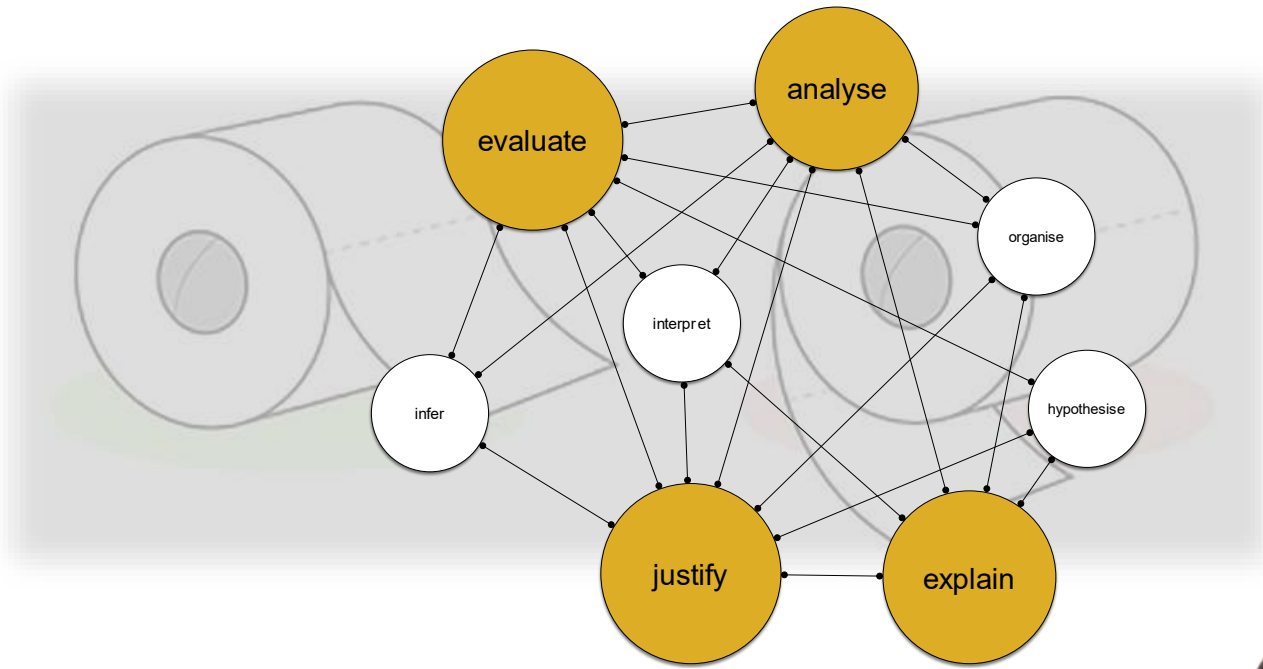 analyse
evaluate
organise
interpret
hypothesise
infer
justify
explain